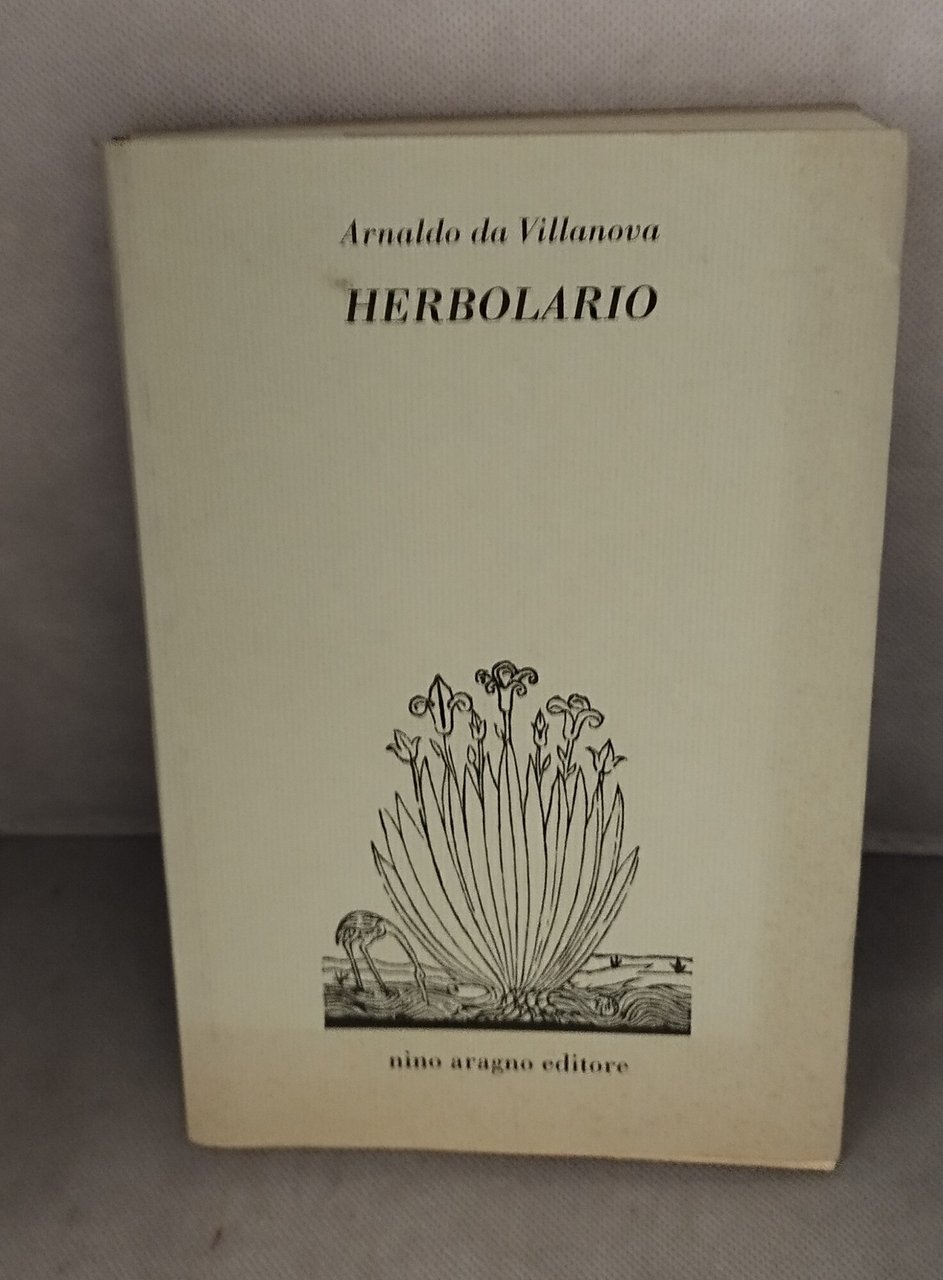 Arnaldo da Villanova
HERBOLARIO
nino aragno editore